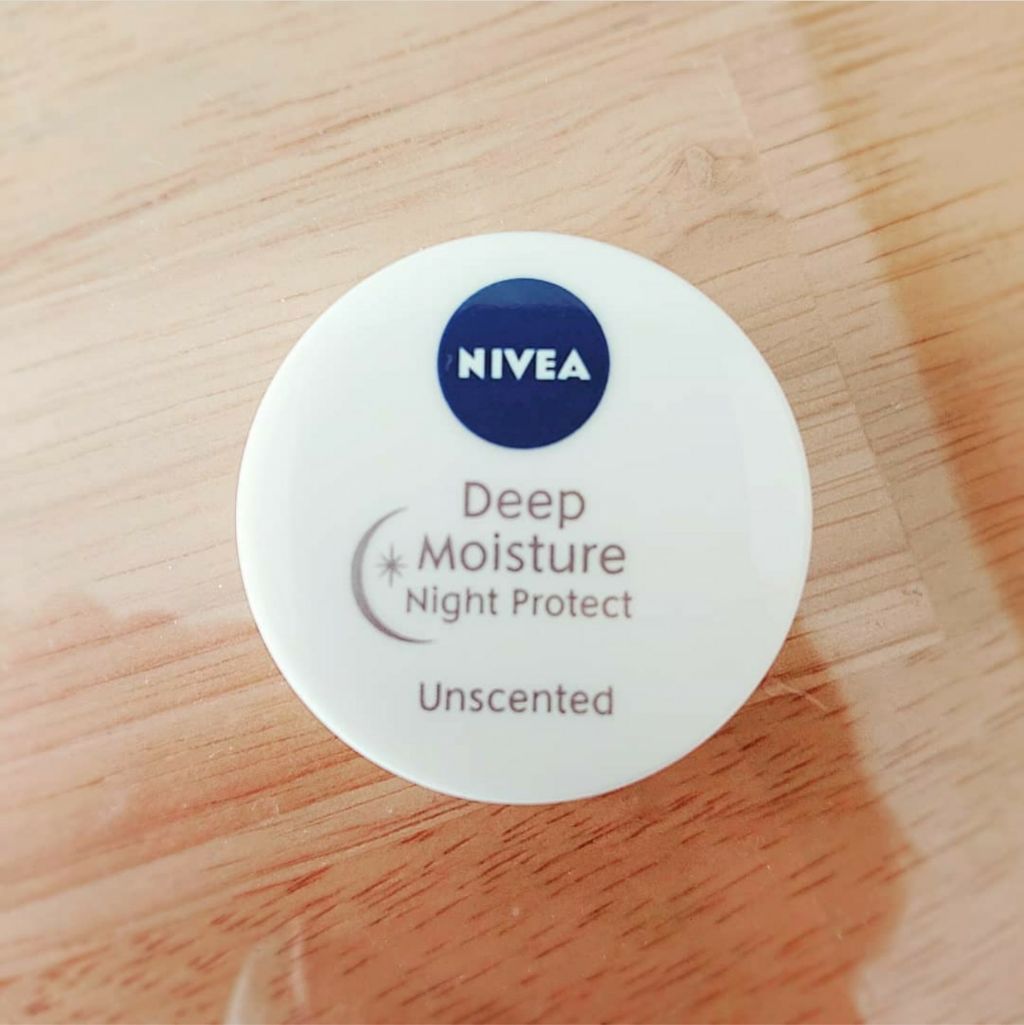 NIVEA
Deep
Moisture
Night Protect
Unscented